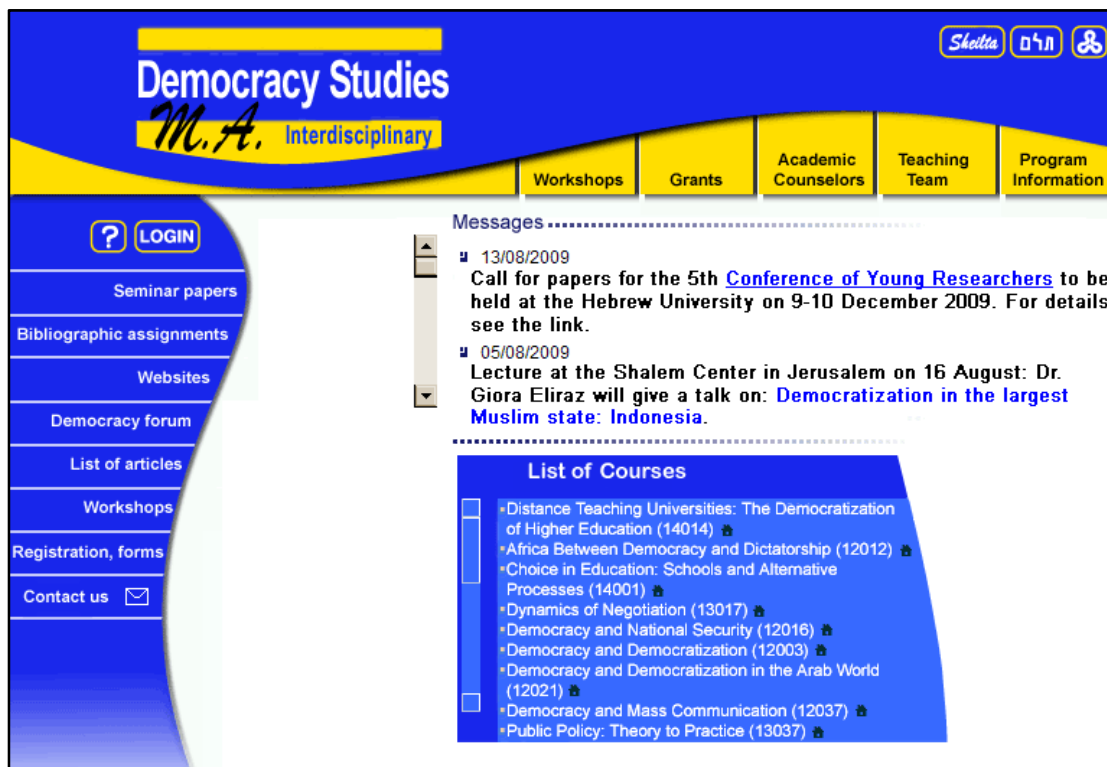 Sheilta
תלם
Democracy Studies
M.A. Interdisciplinary
Workshops
Grants
Academic
Counselors
Teaching
Team
Program
Information
?
LOGIN
Seminar papers
Bibliographic assignments
Websites
Democracy forum
List of articles
Workshops
Registration, forms
Contact us
Messages
13/08/2009
Call for papers for the 5th Conference of Young Researchers to be
held at the Hebrew University on 9-10 December 2009. For details
see the link.
05/08/2009
Lecture at the Shalem Center in Jerusalem on 16 August: Dr.
Giora Eliraz will give a talk on: Democratization in the largest
Muslim state: Indonesia.
List of Courses
Distance Teaching Universities: The Democratization
of Higher Education (14014)
Africa Between Democracy and Dictatorship (12012)
Choice in Education: Schools and Alternative
Processes (14001)
Dynamics of Negotiation (13017)
Democracy and National Security (12016)
Democracy and Democratization (12003)
Democracy and Democratization in the Arab World
(12021)
Democracy and Mass Communication (12037)
Public Policy: Theory to Practice (13037)